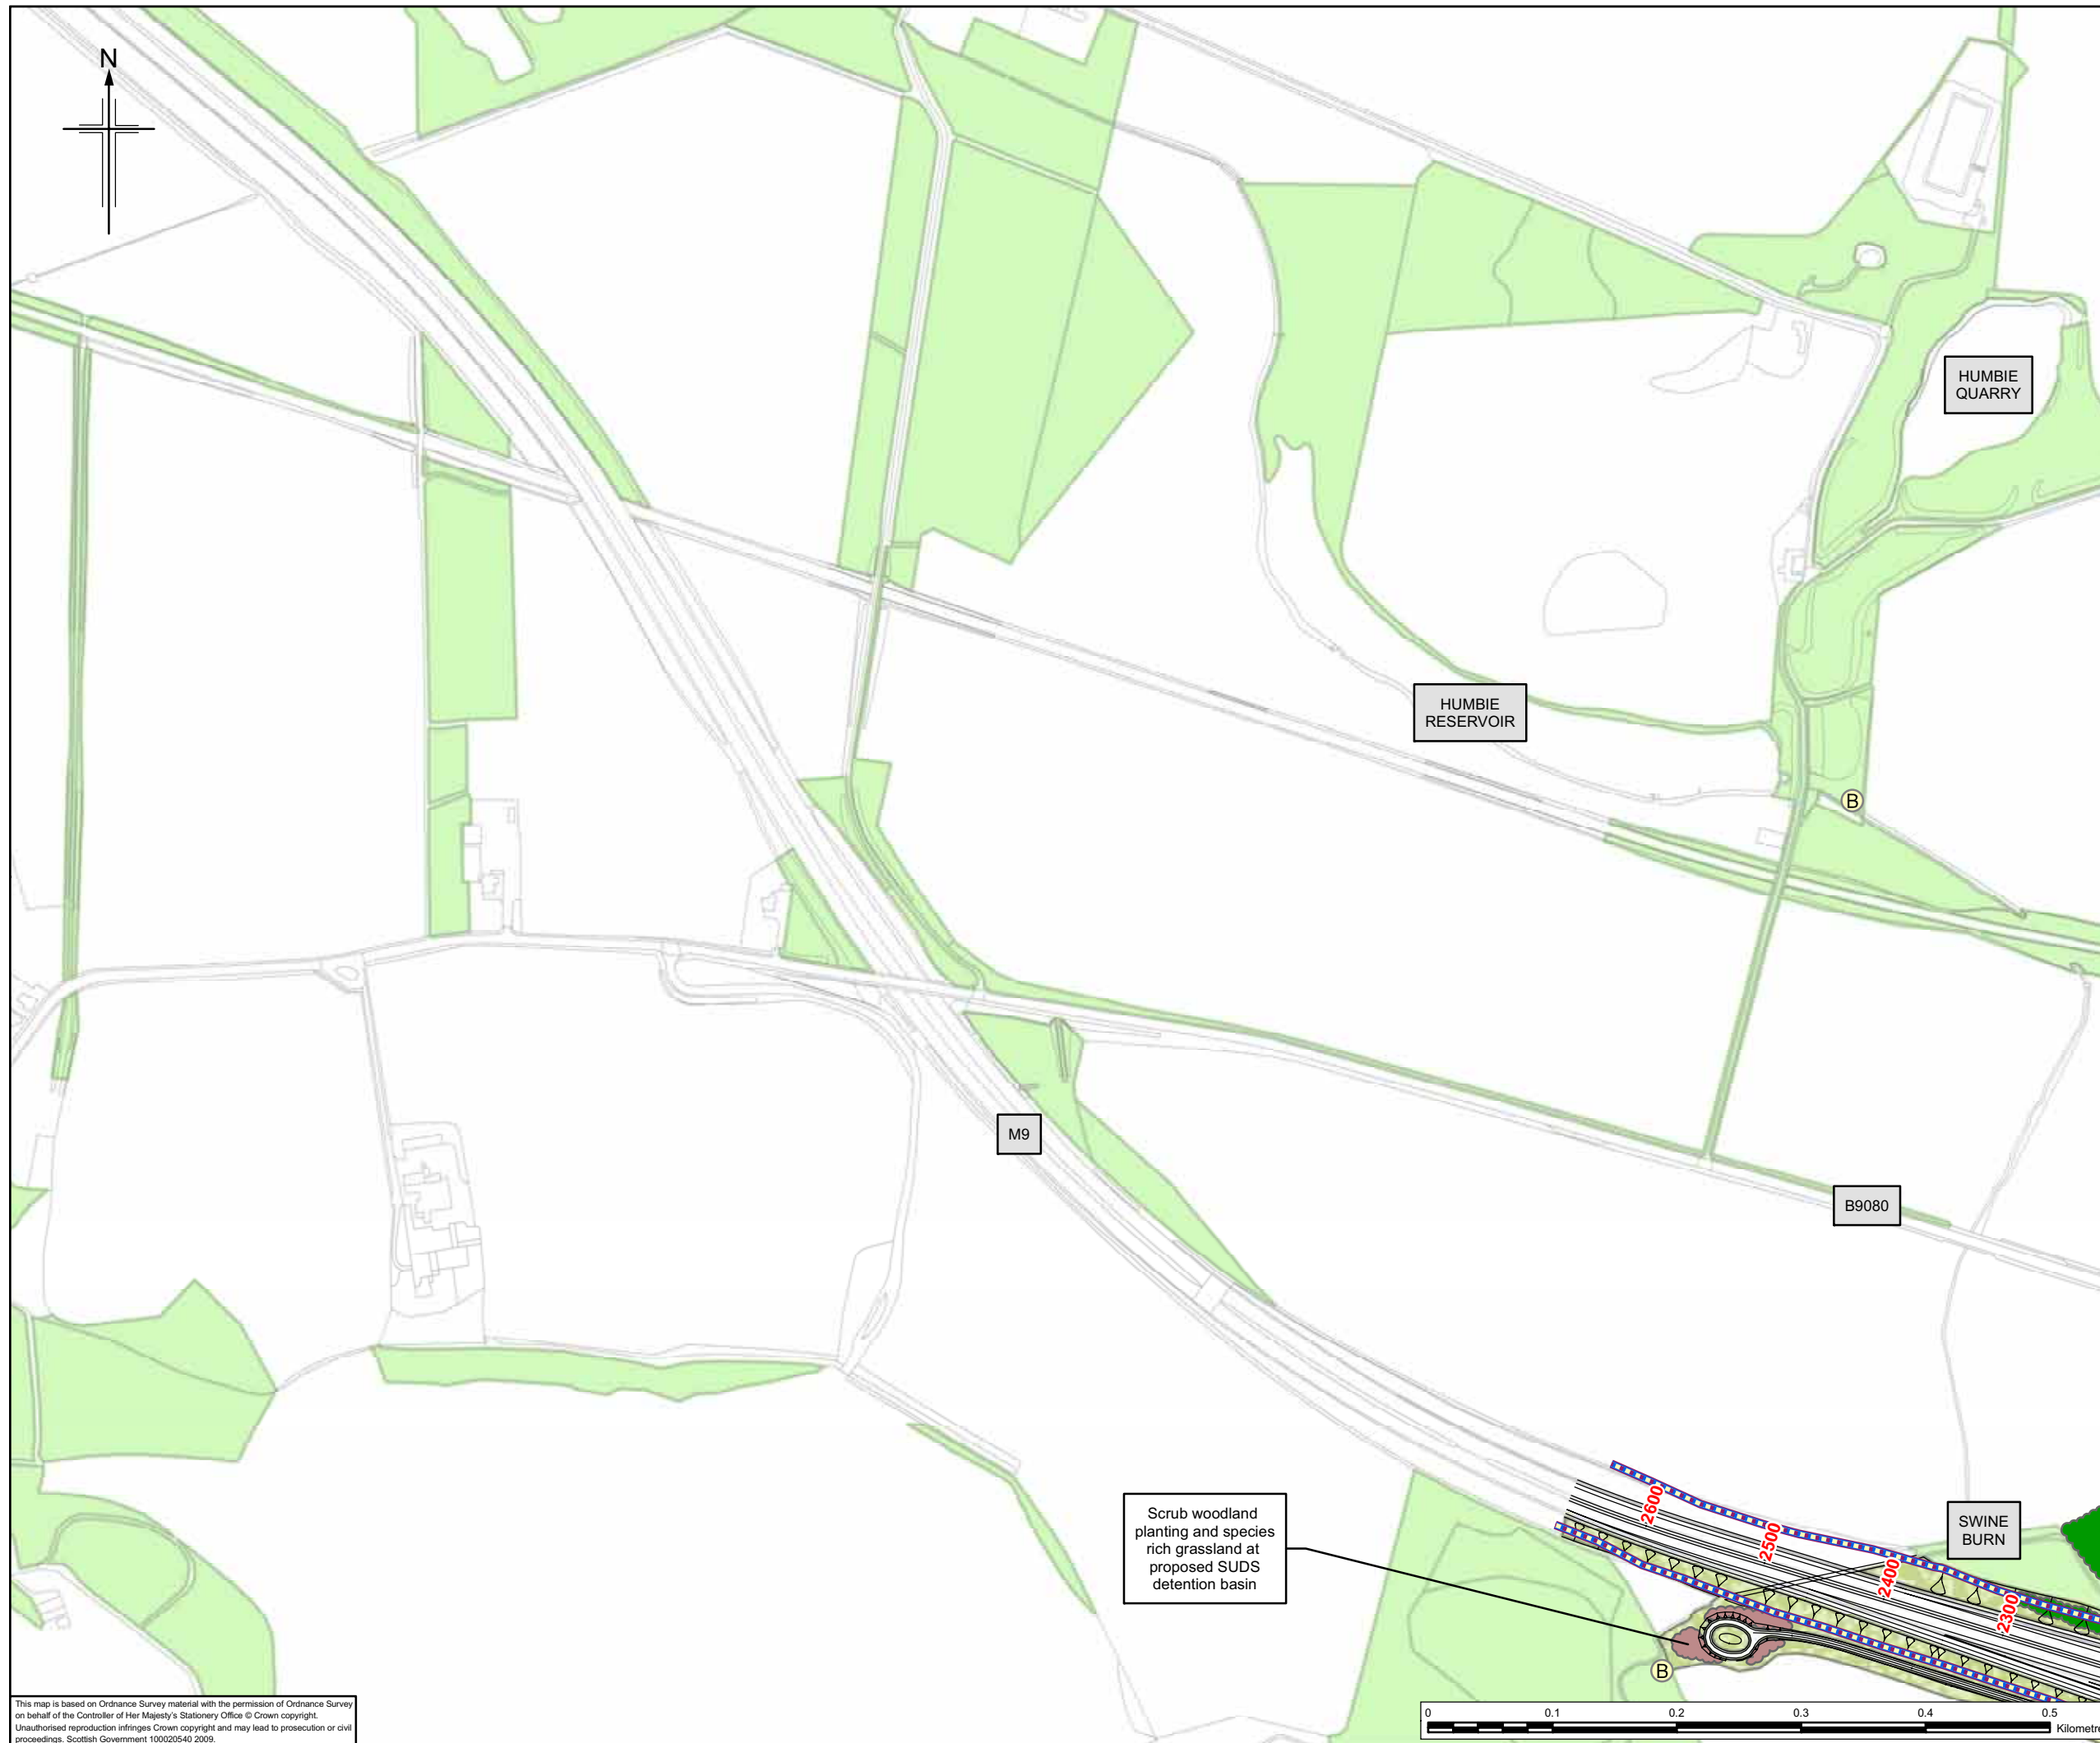 N
HUMBIE
QUARRY
HUMBIE
RESERVOIR
B
M9
B9080
Scrub woodland
planting and species
rich grassland at
proposed SUDS
detention basin
2600
2500
2400
2300
SWINE
BURN
B
0 0.1 0.2 0.3 0.4 0.5
Kilometre
This map is based on Ordnance Survey material with the permission of Ordnance Survey
on behalf of the Controller of Her Majesty's Stationery Office © Crown copyright.
Unauthorised reproduction infringes Crown copyright and may lead to prosecution or civil
proceedings. Scottish Government 100020540 2009.